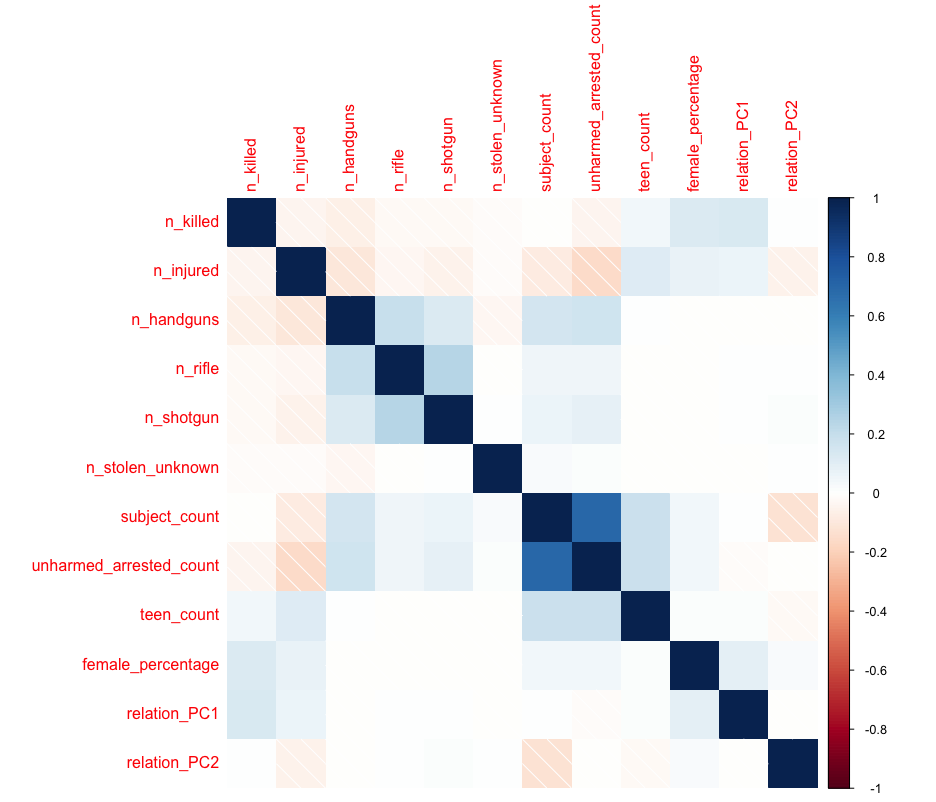 n_killed
n_injured
n_handguns
n_rifle
n_shotgun
n_stolen_unknown
subject_count
unharmed_arrested_count
teen_count
female_percentage
relation_PC1
relation_PC2
n_killed
n_injured
n_handguns
n_rifle
n_shotgun
n_stolen_unknown
subject_count
unharmed_arrested_count
teen_count
female_percentage
relation_PC1
relation_PC2
1
0.8
0.6
0.4
0.2
0
-0.2
-0.4
-0.6
-0.8
-1